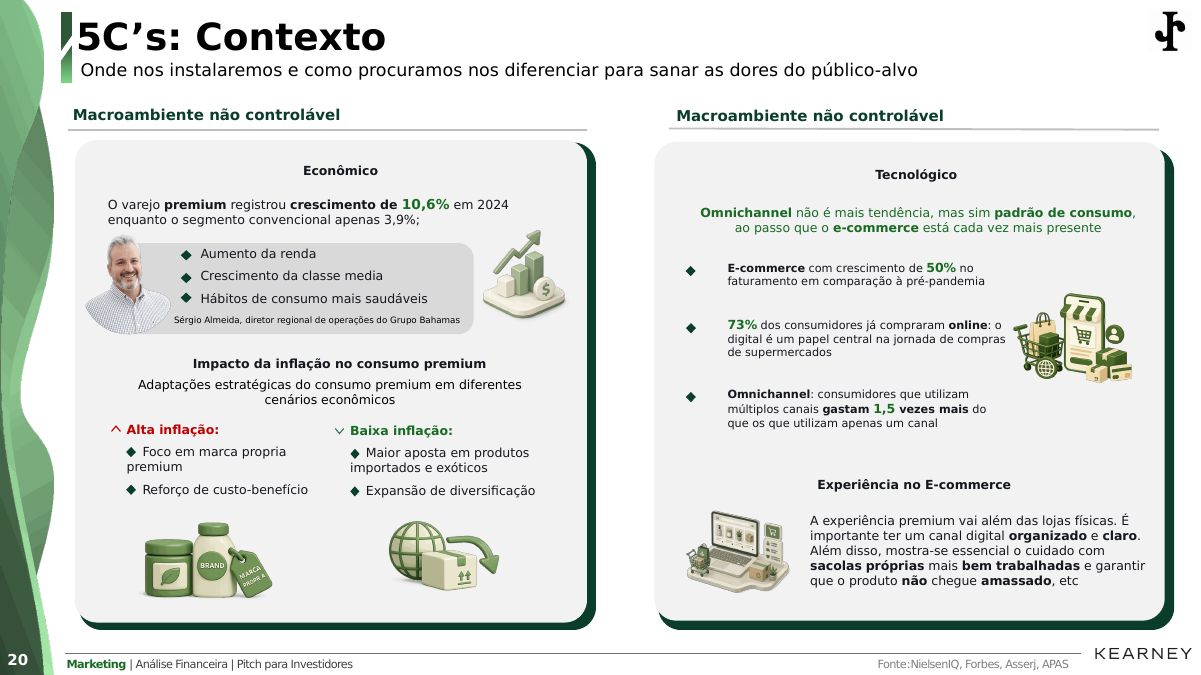 5C’s: Contexto
Onde nos instalaremos e como procuramos nos diferenciar para sanar as dores do público-alvo
Macroambiente não controlável
Econômico
O varejo premium registrou crescimento de 10,6% em 2024
enquanto o segmento convencional apenas 3,9%;
Aumento da renda
Crescimento da classe media
Hábitos de consumo mais saudáveis
Sérgio Almeida, diretor regional de operações do Grupo Bahamas
Impacto da inflação no consumo premium
Adaptações estratégicas do consumo premium em diferentes
cenários econômicos
Alta inflação:
Foco em marca propria
premium
Reforço de custo-benefício
Baixa inflação:
Maior aposta em produtos
importados e exóticos
Expansão de diversificação
BRAND
MARCA
PROPRA
Macroambiente não controlável
Tecnológico
Omnichannel não é mais tendência, mas sim padrão de consumo,
ao passo que o e-commerce está cada vez mais presente
E-commerce com crescimento de 50% no
faturamento em comparação à pré-pandemia
73% dos consumidores já compraram online: o
digital é um papel central na jornada de compras
de supermercados
Omnichannel: consumidores que utilizam
múltiplos canais gastam 1,5 vezes mais do
que os que utilizam apenas um canal
Experiência no E-commerce
A experiência premium vai além das lojas físicas. É
importante ter um canal digital organizado e claro.
Além disso, mostra-se essencial o cuidado com
sacolas próprias mais bem trabalhadas e garantir
que o produto não chegue amassado, etc
20
Marketing | Análise Financeira | Pitch para Investidores
Fonte:NielsenIQ, Forbes, Asserj, APAS
KEARNEY